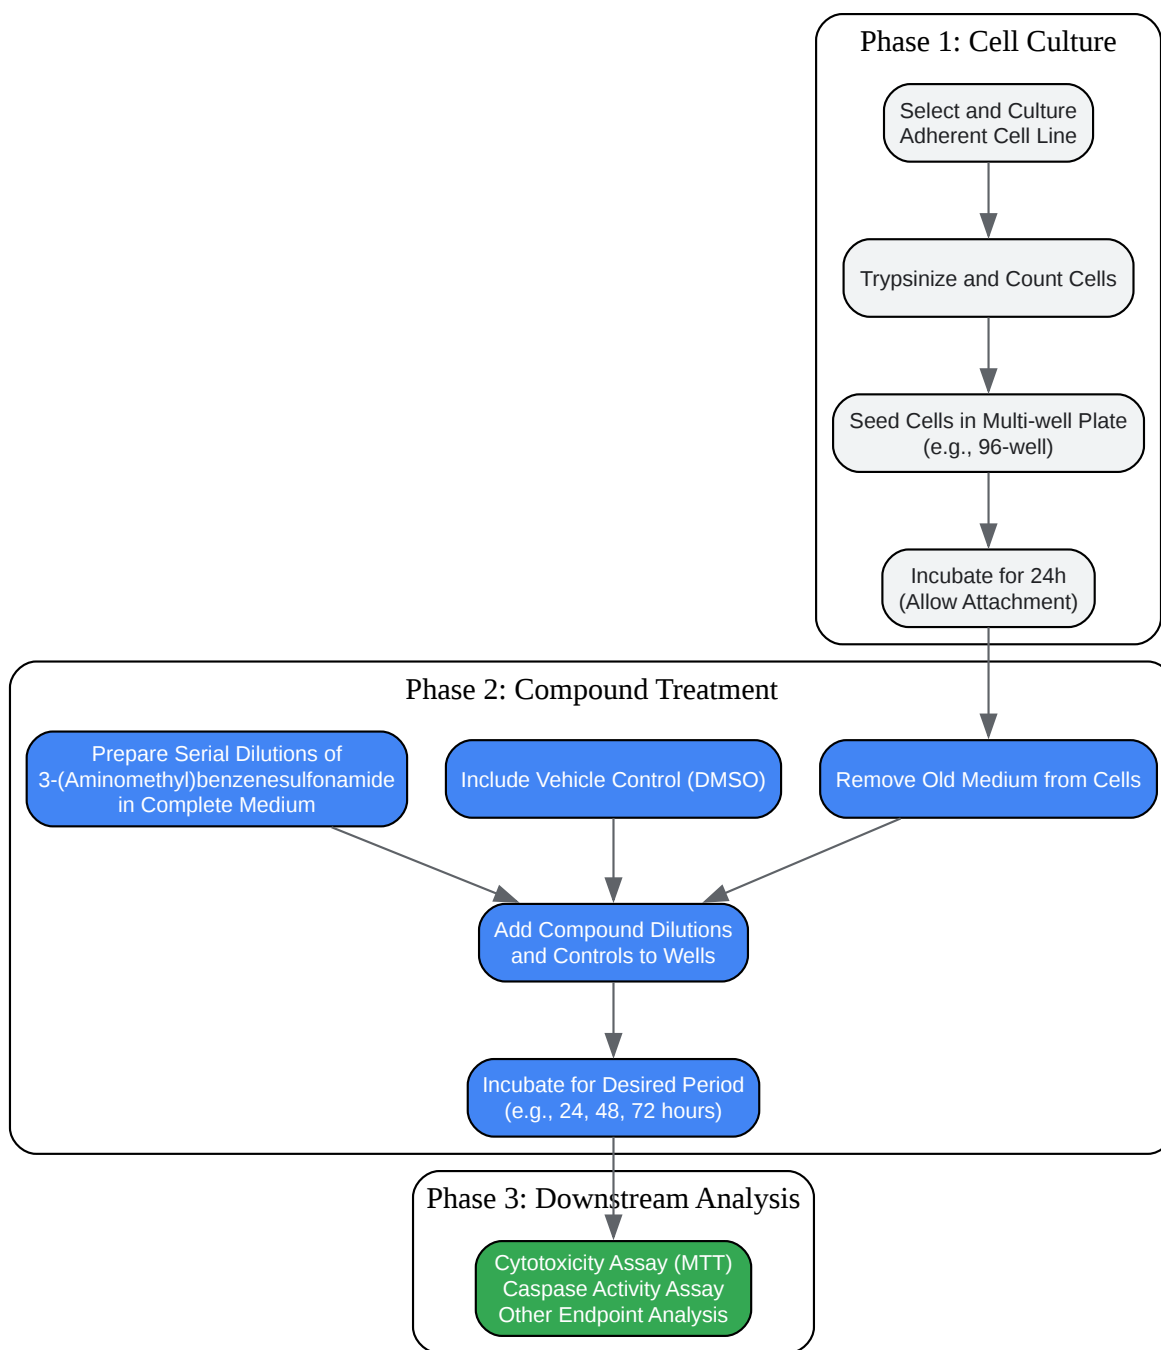 Phase 1: Cell Culture
Select and Culture
Adherent Cell Line
Trypsinize and Count Cells
Seed Cells in Multi-well Plate
(e.g., 96-well)
Incubate for 24h
(Allow Attachment)
Phase 2: Compound Treatment
Prepare Serial Dilutions of
3-(Aminomethyl)benzenesulfonamide
in Complete Medium
Include Vehicle Control (DMSO)
Remove Old Medium from Cells
Add Compound Dilutions
and Controls to Wells
Incubate for Desired Period
(e.g., 24, 48, 72 hours)
Phase 3: Downstream Analysis
Cytotoxicity Assay (MTT)
Caspase Activity Assay
Other Endpoint Analysis